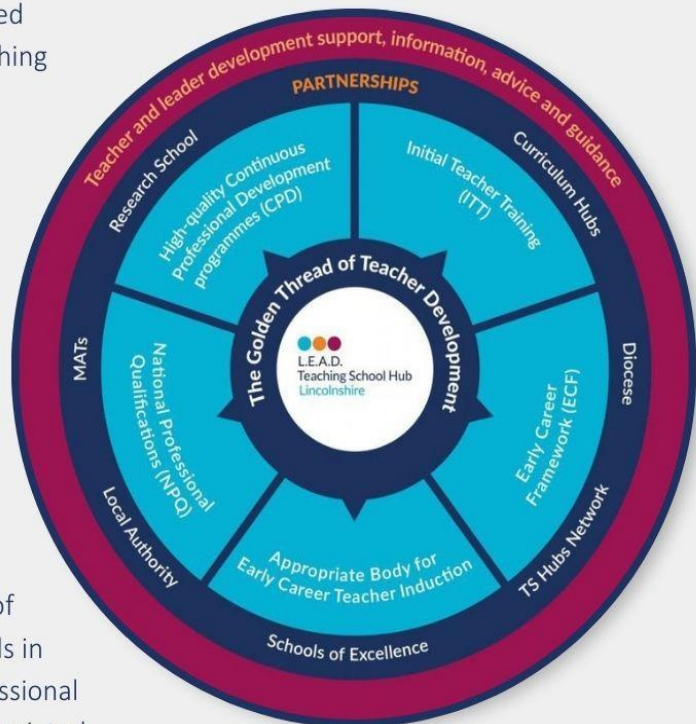 ed
hing
Teacher and leader development support, information, advice and guidance
PARTNERSHIPS
Research School
Curriculum Hubs
High-quality Continuous
Professional Development
programmes (CPD)
Initial Teacher Training
(ITT)
The Golden Thread of Teacher Development
L.E.A.D.
Teaching School Hub
Lincolnshire
MATs
Diocese
National Professional
Qualifications (NPQ)
Early Career
Framework (ECF)
Local Authority
TS Hubs Network
Appropriate Body for
Early Career Teacher Induction
Schools of Excellence
of
ls in
essional